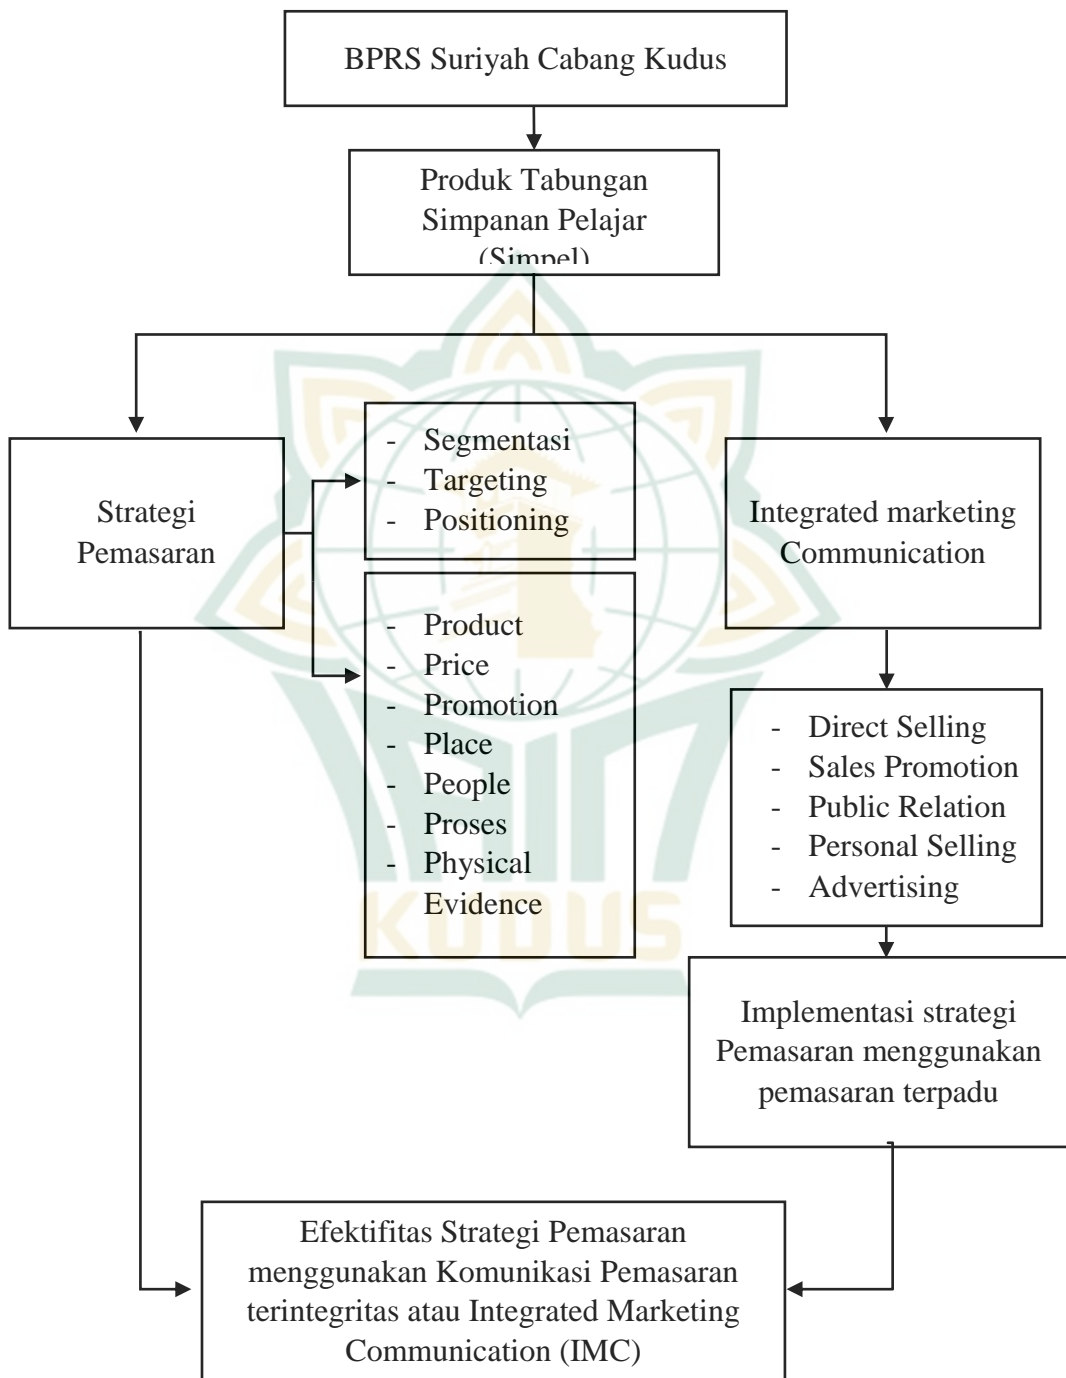 BPRS Suriyah Cabang Kudus
Produk Tabungan
Simpanan Pelajar
(Simpel)
Strategi
Pemasaran
- Segmentasi
- Targeting
- Positioning
- Product
- Price
- Promotion
- Place
- People
- Proses
- Physical
Evidence
Integrated marketing
Communication
- Direct Selling
- Sales Promotion
- Public Relation
- Personal Selling
- Advertising
Implementasi strategi
Pemasaran menggunakan
pemasaran terpadu
Efektifitas Strategi Pemasaran
menggunakan Komunikasi Pemasaran
terintegritas atau Integrated Marketing
Communication (IMC)
IAIN
KUDUS